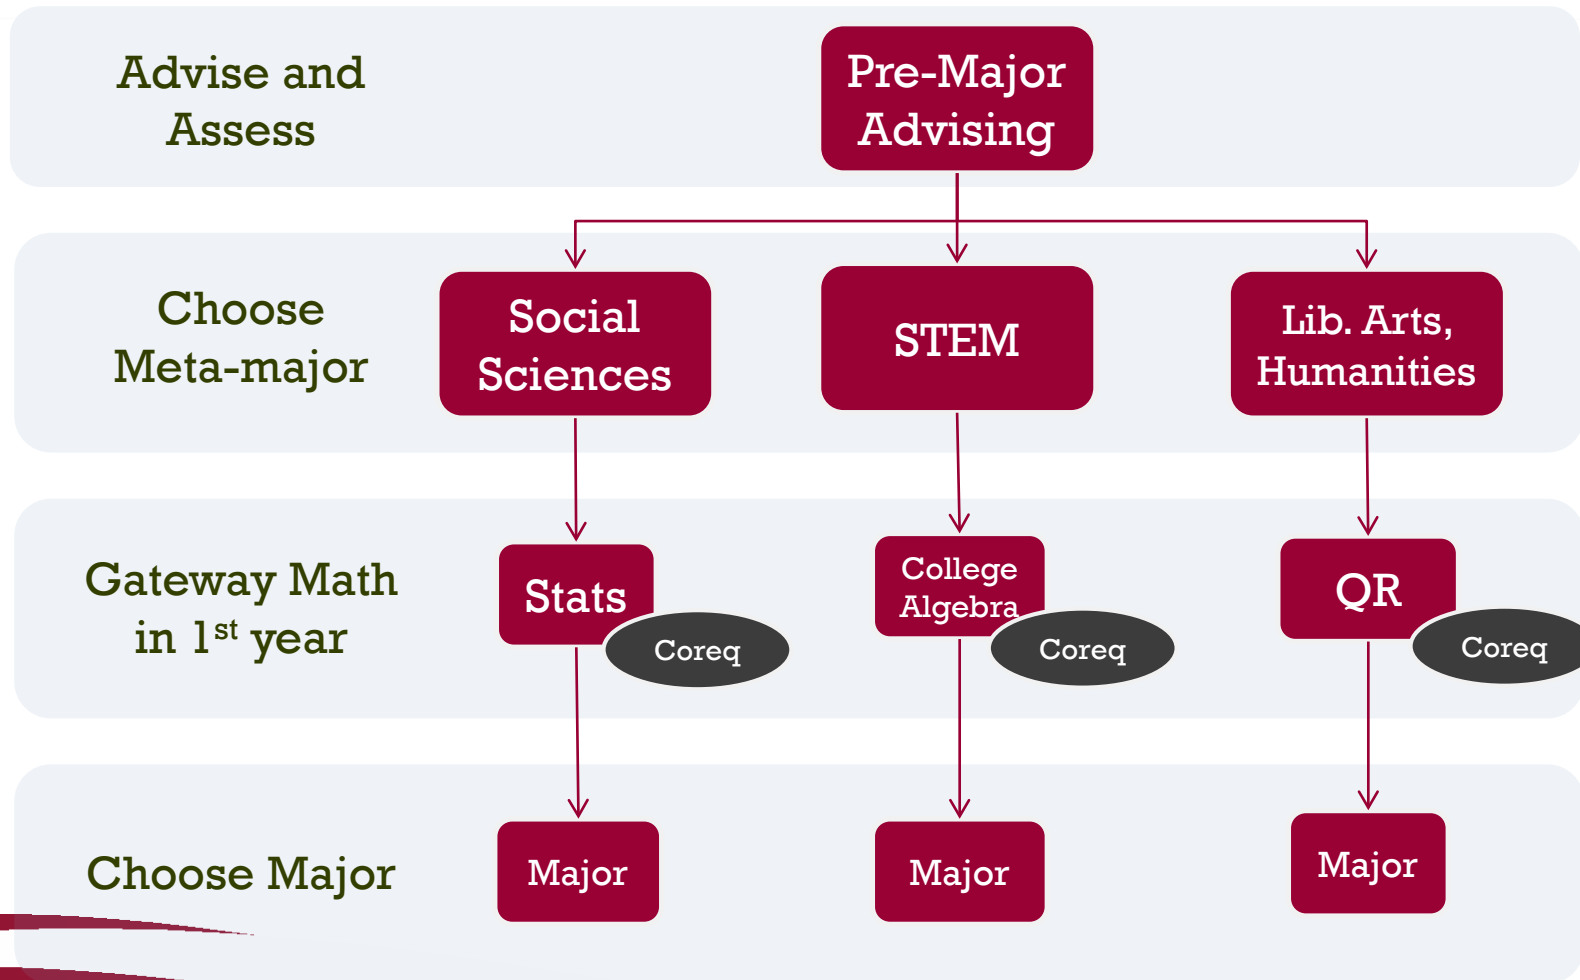 Advise and
Assess
Pre-Major
Advising
Choose
Meta-major
Social
Sciences
STEM
Lib. Arts,
Humanities
Gateway Math
in 1st year
Stats
Coreq
College
Algebra
Coreq
QR
Coreq
Choose Major
Major
Major
Major